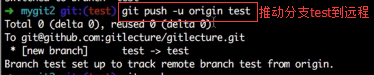 mygit2 git:(test) git push -u origin test 推动分支test到远程
Total 0 (delta 0), reused 0 (delta 0)
To git@github.com:gitlecture/gitlecture.git
* [new branch] test -> test
Branch test set up to track remote branch test from origin.